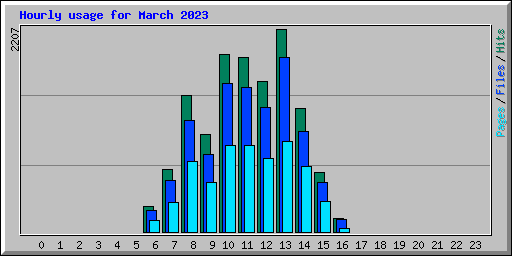 Hourly usage for March 2023
2207
Pages/Files/Hits
0 1 2 3 4 5 6 7 8 9 10 11 12 13 14 15 16 17 18 19 20 21 22 23